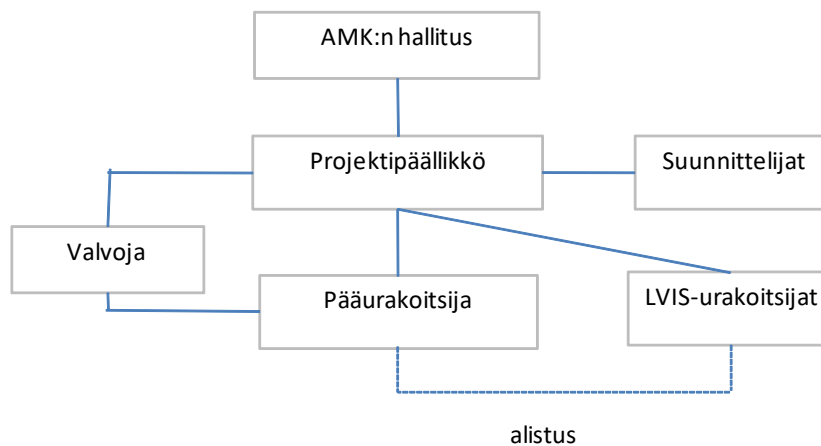 AMK:n hallitus
Projektipäällikkö
Suunnittelijat
Valvoja
Pääurakoitsija
LVIS-urakoitsijat
alistus